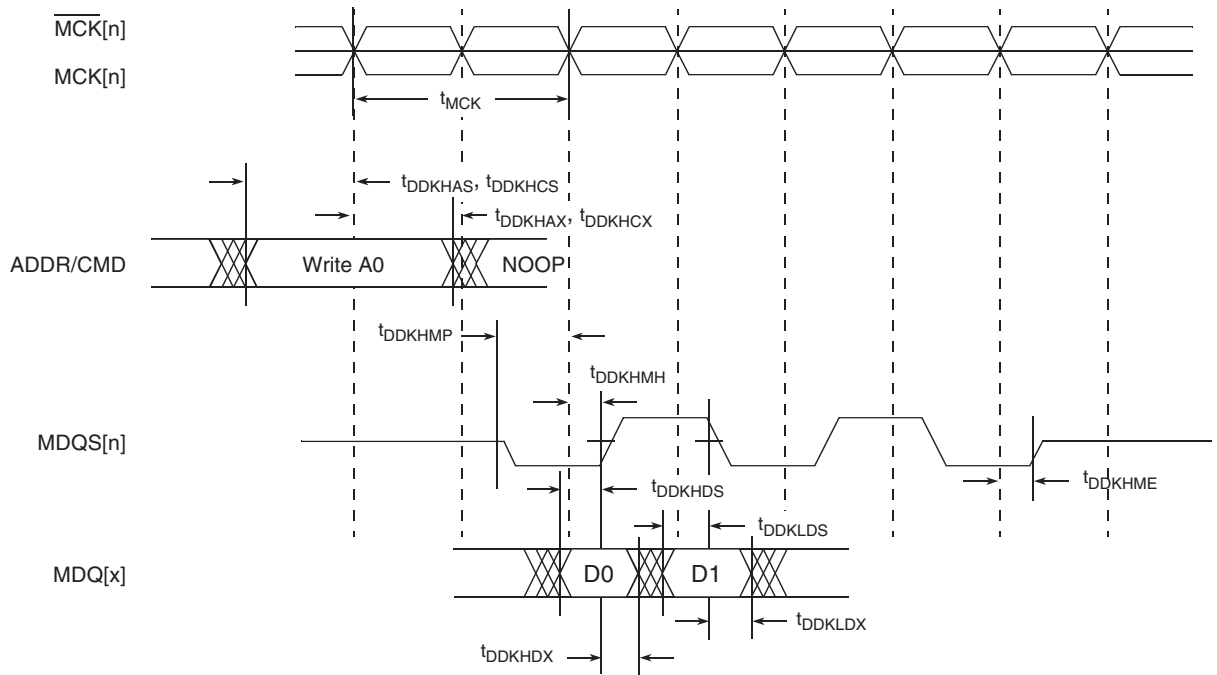 MCK[n]
MCK[n]
tMCK
tDDKHAS, tDDKHCS
tDDKHAX, tDDKHCX
ADDR/CMD
Write A0
NOOP
tDDKHMP
tDDKHMH
MDQS[n]
tDDKHDS
tDDKHME
tDDKLDS
MDQ[x]
D0
D1
tDDKLDX
tDDKHDX